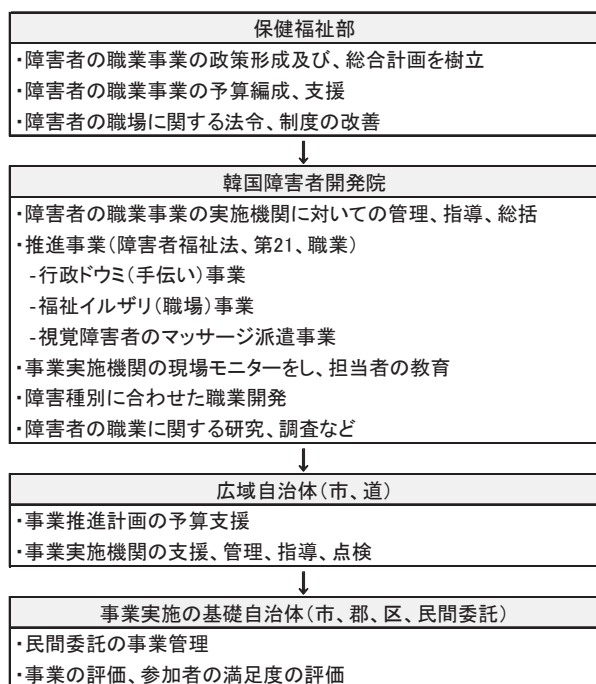 保健福祉部
・障害者の職業事業の政策形成及び、総合計画を樹立
・障害者の職業事業の予算編成、支援
・障害者の職場に関する法令、制度の改善
↓
韓国障害者開発院
・障害者の職業事業の実施機関に対いての管理、指導、総括
・推進事業(障害者福祉法、第21、職業)
-行政ドウミ(手伝い)事業
-福祉イルザリ(職場)事業
-視覚障害者のマッサージ派遣事業
・事業実施機関の現場モニターをし、担当者の教育
・障害種別に合わせた職業開発
・障害者の職業に関する研究、調査など
↓
広域自治体(市、道)
・事業推進計画の予算支援
・事業実施機関の支援、管理、指導、点検
↓
事業実施の基礎自治体(市、郡、区、民間委託)
・民間委託の事業管理
・事業の評価、参加者の満足度の評価